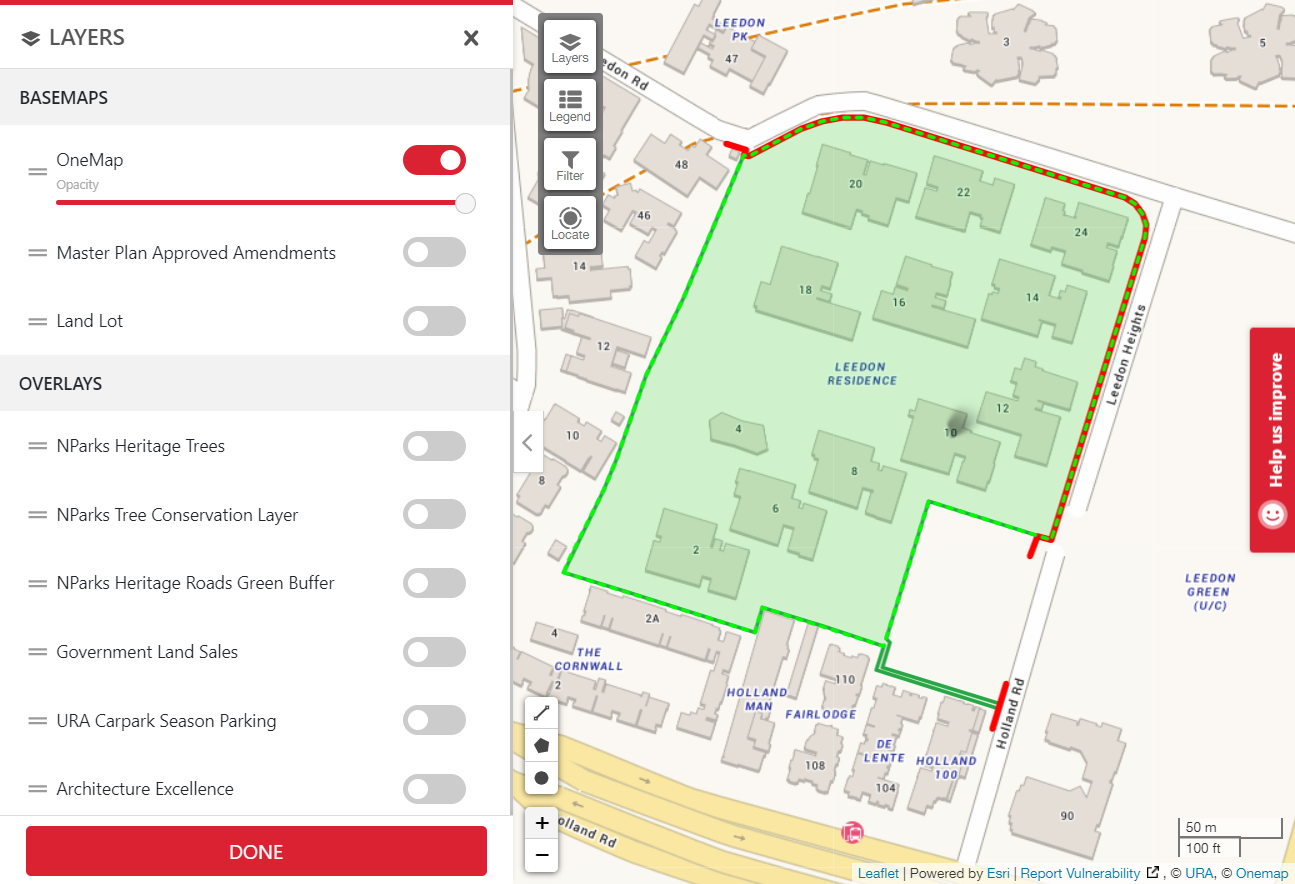 LAYERS
BASEMAPS
OneMap
Opacity
Master Plan Approved Amendments
Land Lot
OVERLAYS
NParks Heritage Trees
NParks Tree Conservation Layer
NParks Heritage Roads Green Buffer
Government Land Sales
URA Carpark Season Parking
Architecture Excellence
DONE
Layers
Legend
Filter
Locate
LEEDON
PK
47
3
5
edon Rd
48
46
14
12
10
8
20
22
24
18
16
14
LEEDON
RESIDENCE
Leedon Heights
12
10
4
8
6
2
LEEDON
GREEN
(U/C)
2A
4
THE
CORNWALL
2
HOLLAND
MAN
110
FAIRLODGE
108
DE
LENTE
104
HOLLAND
100
Holland Rd
90
olland Rd
+
−
Help us improve
50 m
100 ft
Leaflet | Powered by Esri | Report Vulnerability , © URA, © Onemap